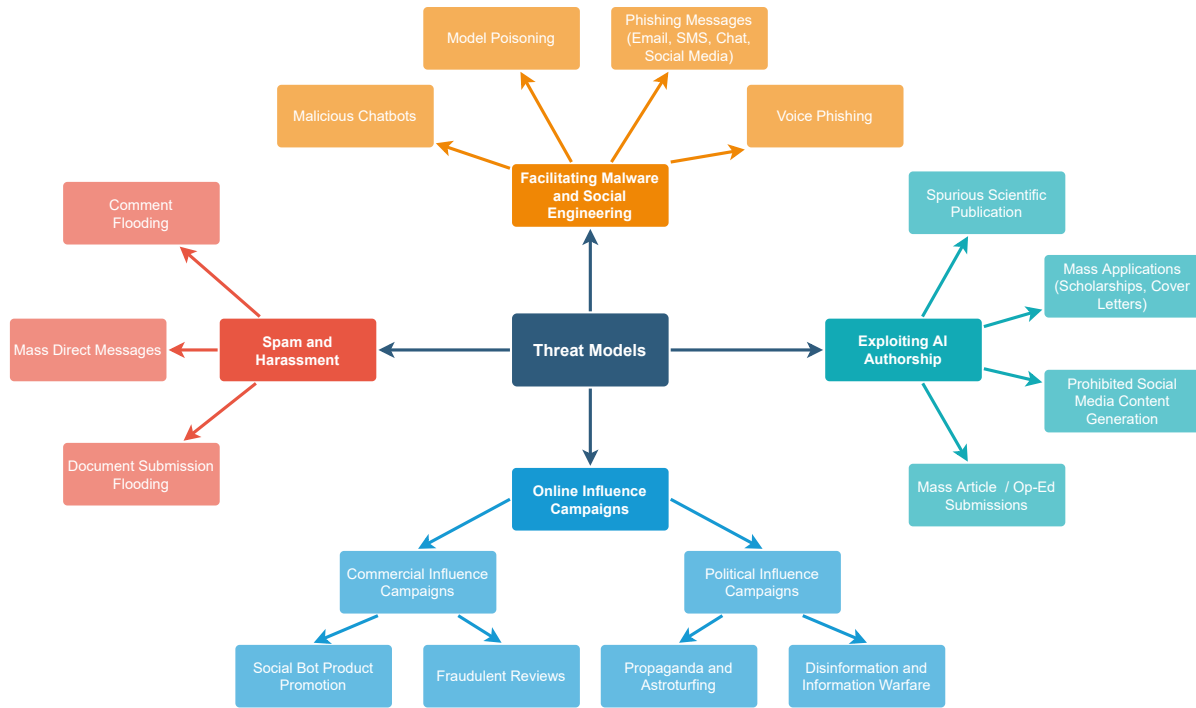 Model Poisoning
Phishing Messages
(Email, SMS, Chat,
Social Media)
Malicious Chatbots
Voice Phishing
Facilitating Malware
and Social
Engineering
Comment
Flooding
Spurious Scientific
Publication
Mass Applications
(Scholarships, Cover
Letters)
Mass Direct Messages
Spam and
Harassment
Threat Models
Exploiting AI
Authorship
Prohibited Social
Media Content
Generation
Document Submission
Flooding
Online Influence
Campaigns
Mass Article / Op-Ed
Submissions
Commercial Influence
Campaigns
Political Influence
Campaigns
Social Bot Product
Promotion
Fraudulent Reviews
Propaganda and
Astroturfing
Disinformation and
Information Warfare